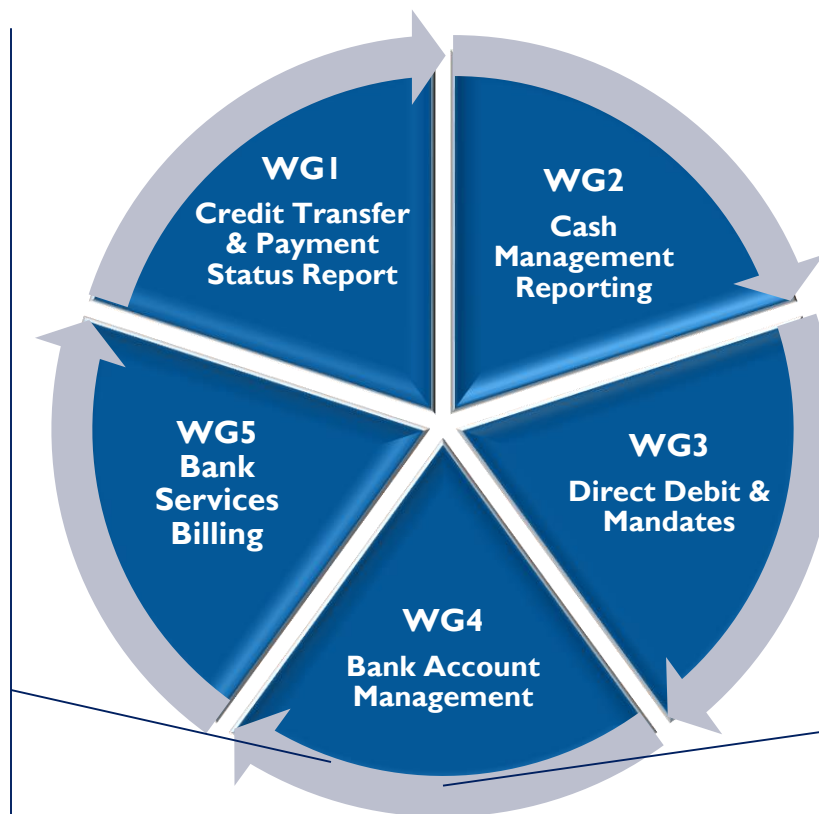 WG1
Credit Transfer
& Payment
Status Report
WG2
Cash
Management
Reporting
WG3
Direct Debit &
Mandates
WG4
Bank Account
Management
WG5
Bank
Services
Billing